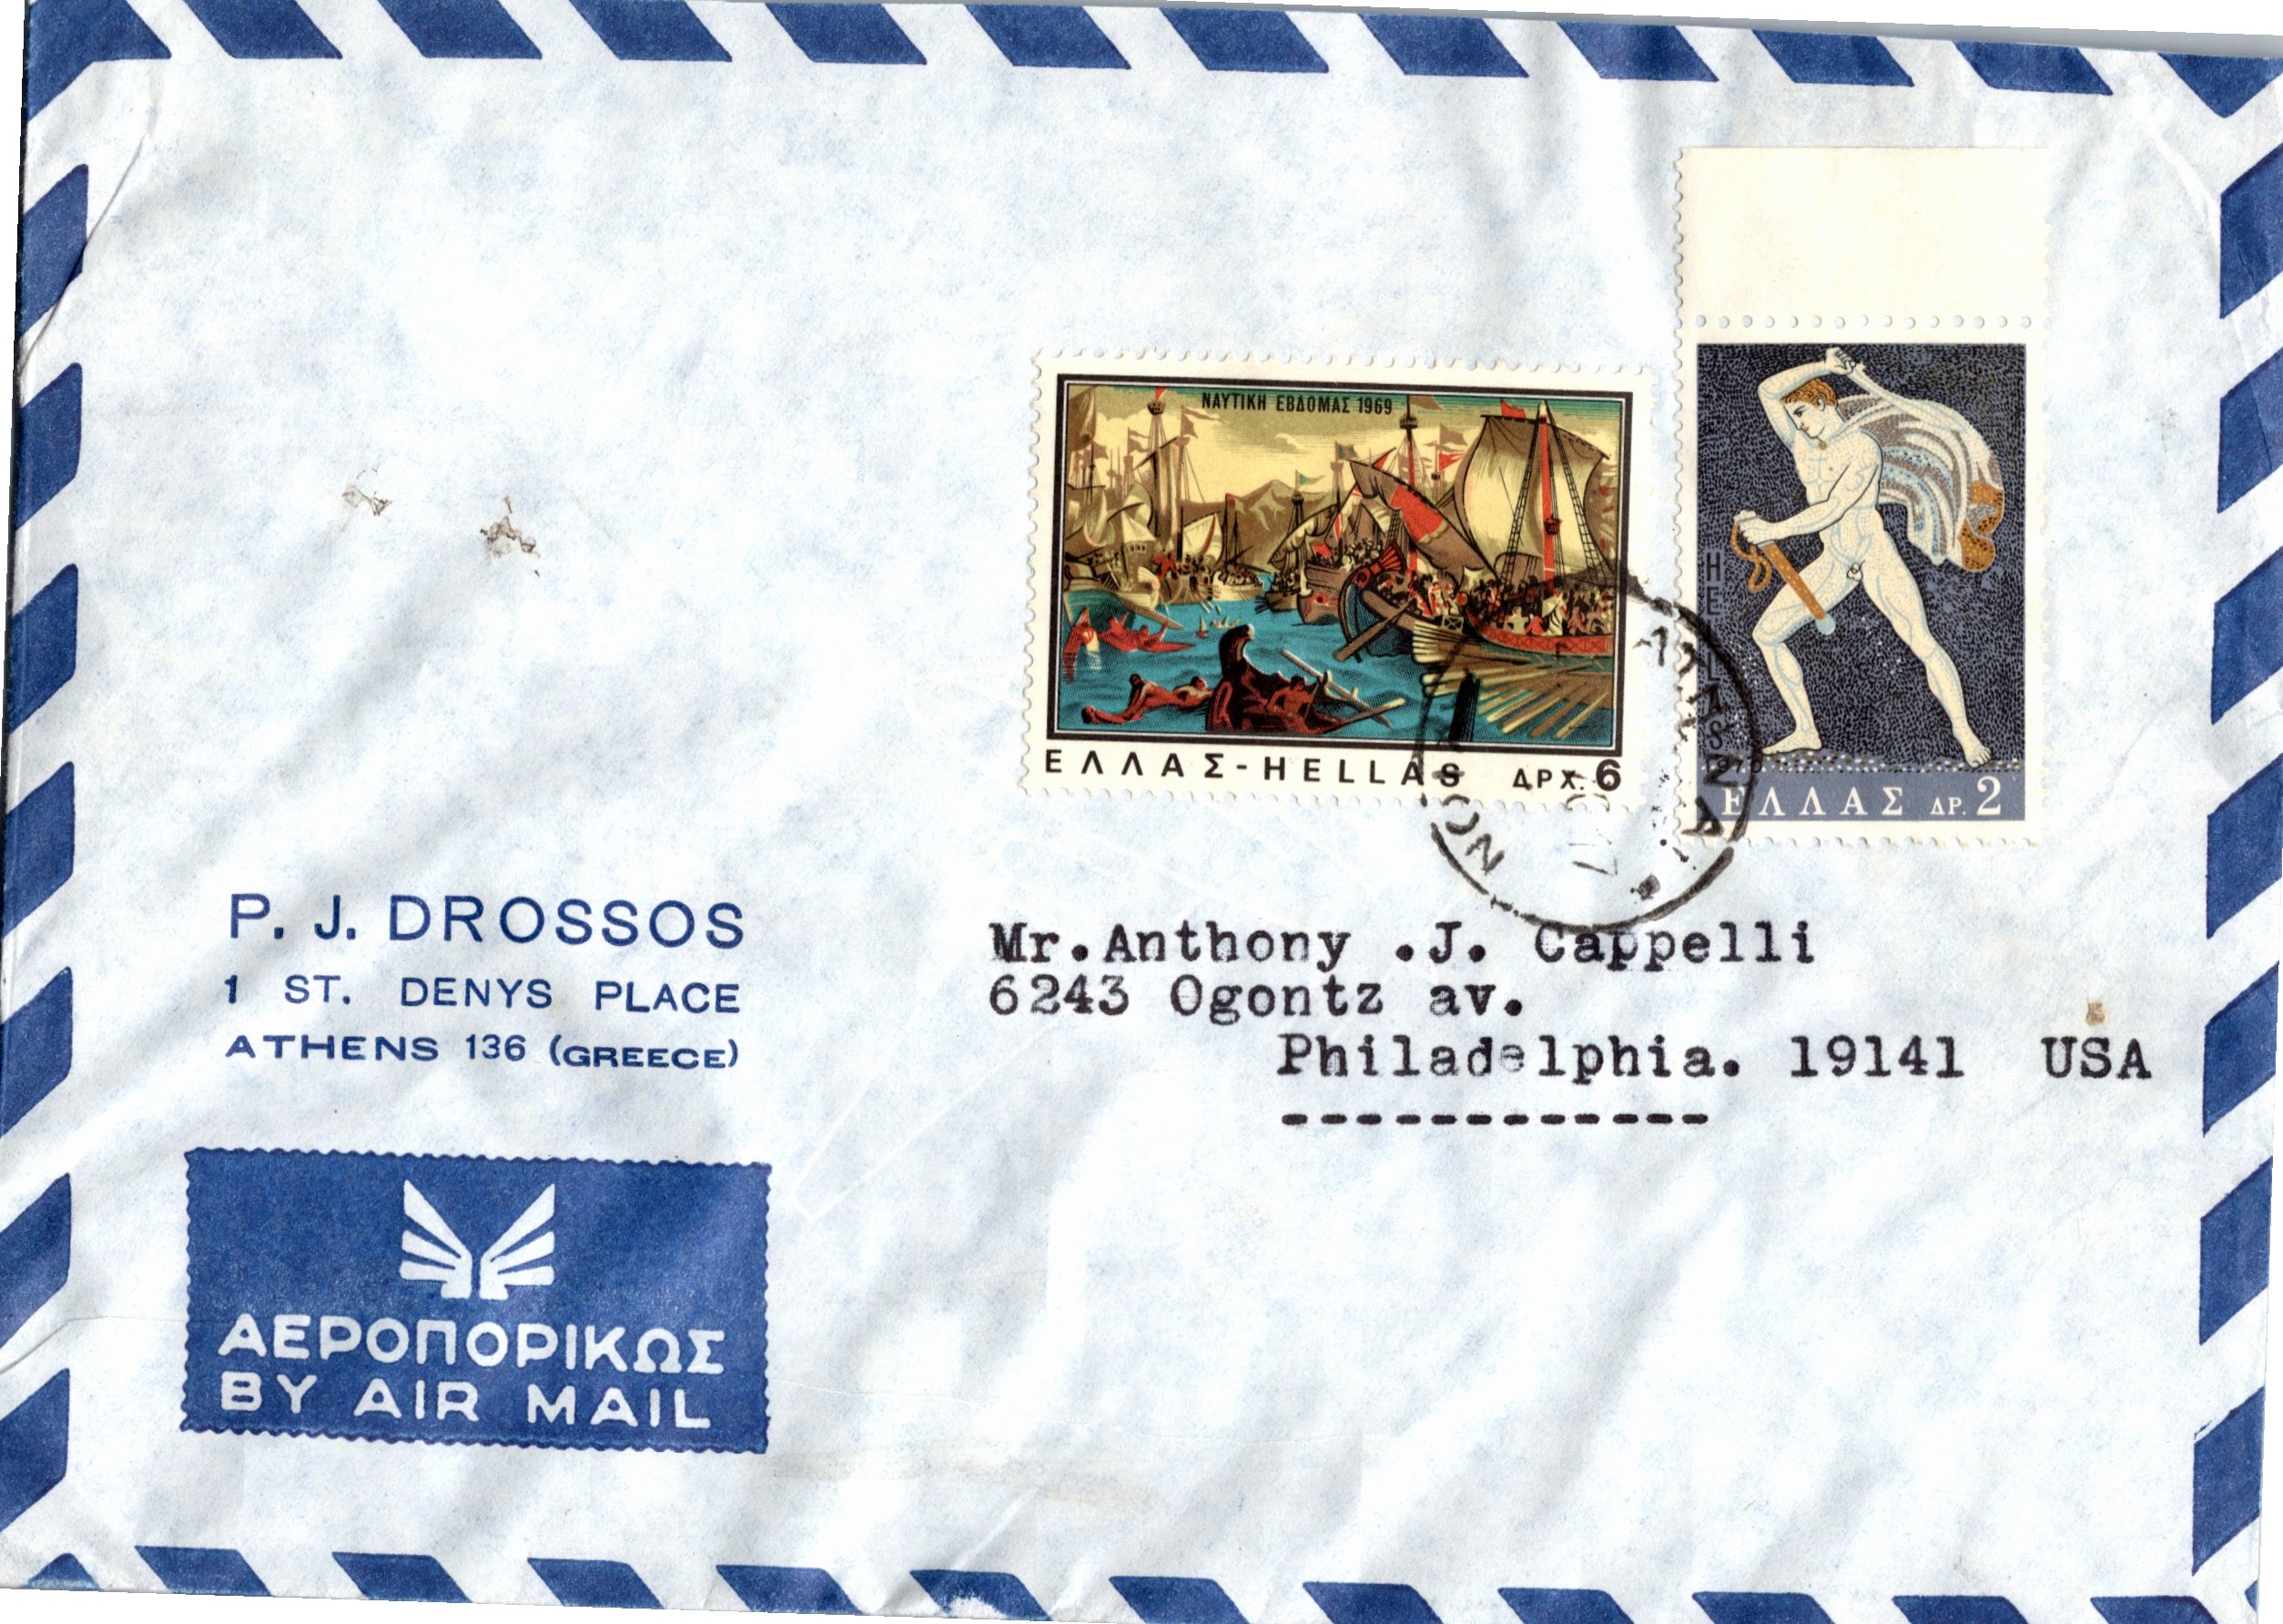 ΝΑΥΤΙΚΗ ΕΒΔΟΜΑΣ 1969
ΕΛΛΑΣ-HELLAS ΔΡΧ. 6
HELLAS
1970
ΕΛΛΑΣ ΔΡ. 2
P. J. DROSSOS
1 ST. DENYS PLACE
ATHENS 136 (GREECE)
Mr.Anthony .J. Cappelli
6243 Ogontz av.
Philadelphia. 19141 USA
-------------
ΑΕΡΟΠΟΡΙΚΩΣ
BY AIR MAIL